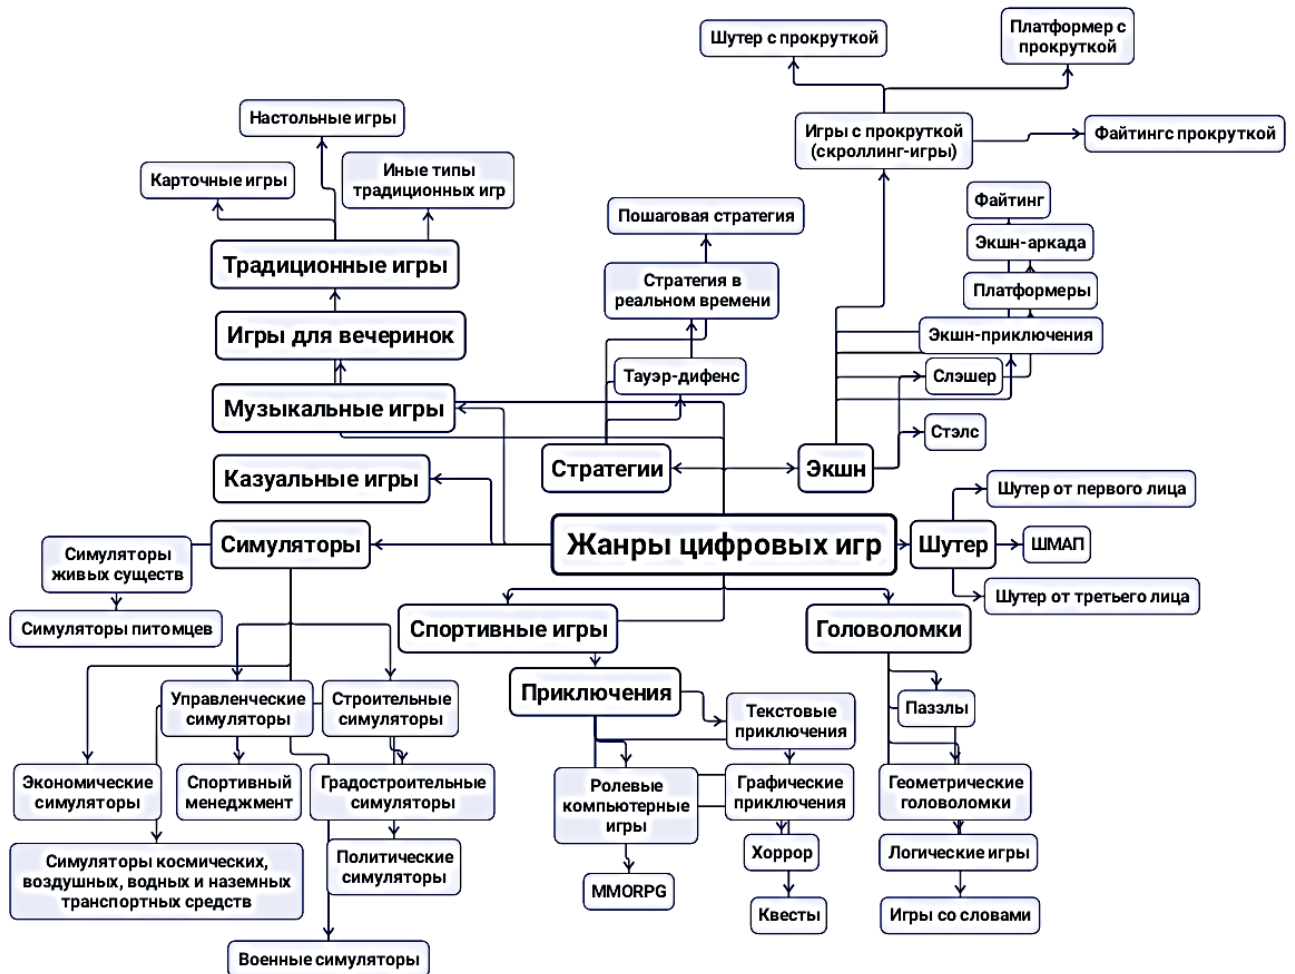 Платформер с
прокруткой
Шутер с прокруткой
Игры с прокруткой
(скроллинг-игры)
Файтингс прокруткой
Настольные игры
Карточные игры
Иные типы
традиционных игр
Традиционные игры
Игры для вечеринок
Музыкальные игры
Казуальные игры
Пошаговая стратегия
Стратегия в
реальном времени
Тауэр-дифенс
Стратегии
Файтинг
Экшн-аркада
Платформеры
Экшн-приключения
Слэшер
Стэлс
Экшн
Жанры цифровых игр
Шутер от первого лица
Шутер
ШМАП
Шутер от третьего лица
Симуляторы
Симуляторы
живых существ
Симуляторы питомцев
Управленческие
симуляторы
Строительные
симуляторы
Экономические
симуляторы
Спортивный
менеджмент
Градостроительные
симуляторы
Симуляторы космических,
воздушных, водных и наземных
транспортных средств
Политические
симуляторы
Военные симуляторы
Спортивные игры
Приключения
Текстовые
приключения
Ролевые
компьютерные
игры
Графические
приключения
MMORPG
Хоррор
Квесты
Головоломки
Паззлы
Геометрические
головоломки
Логические игры
Игры со словами